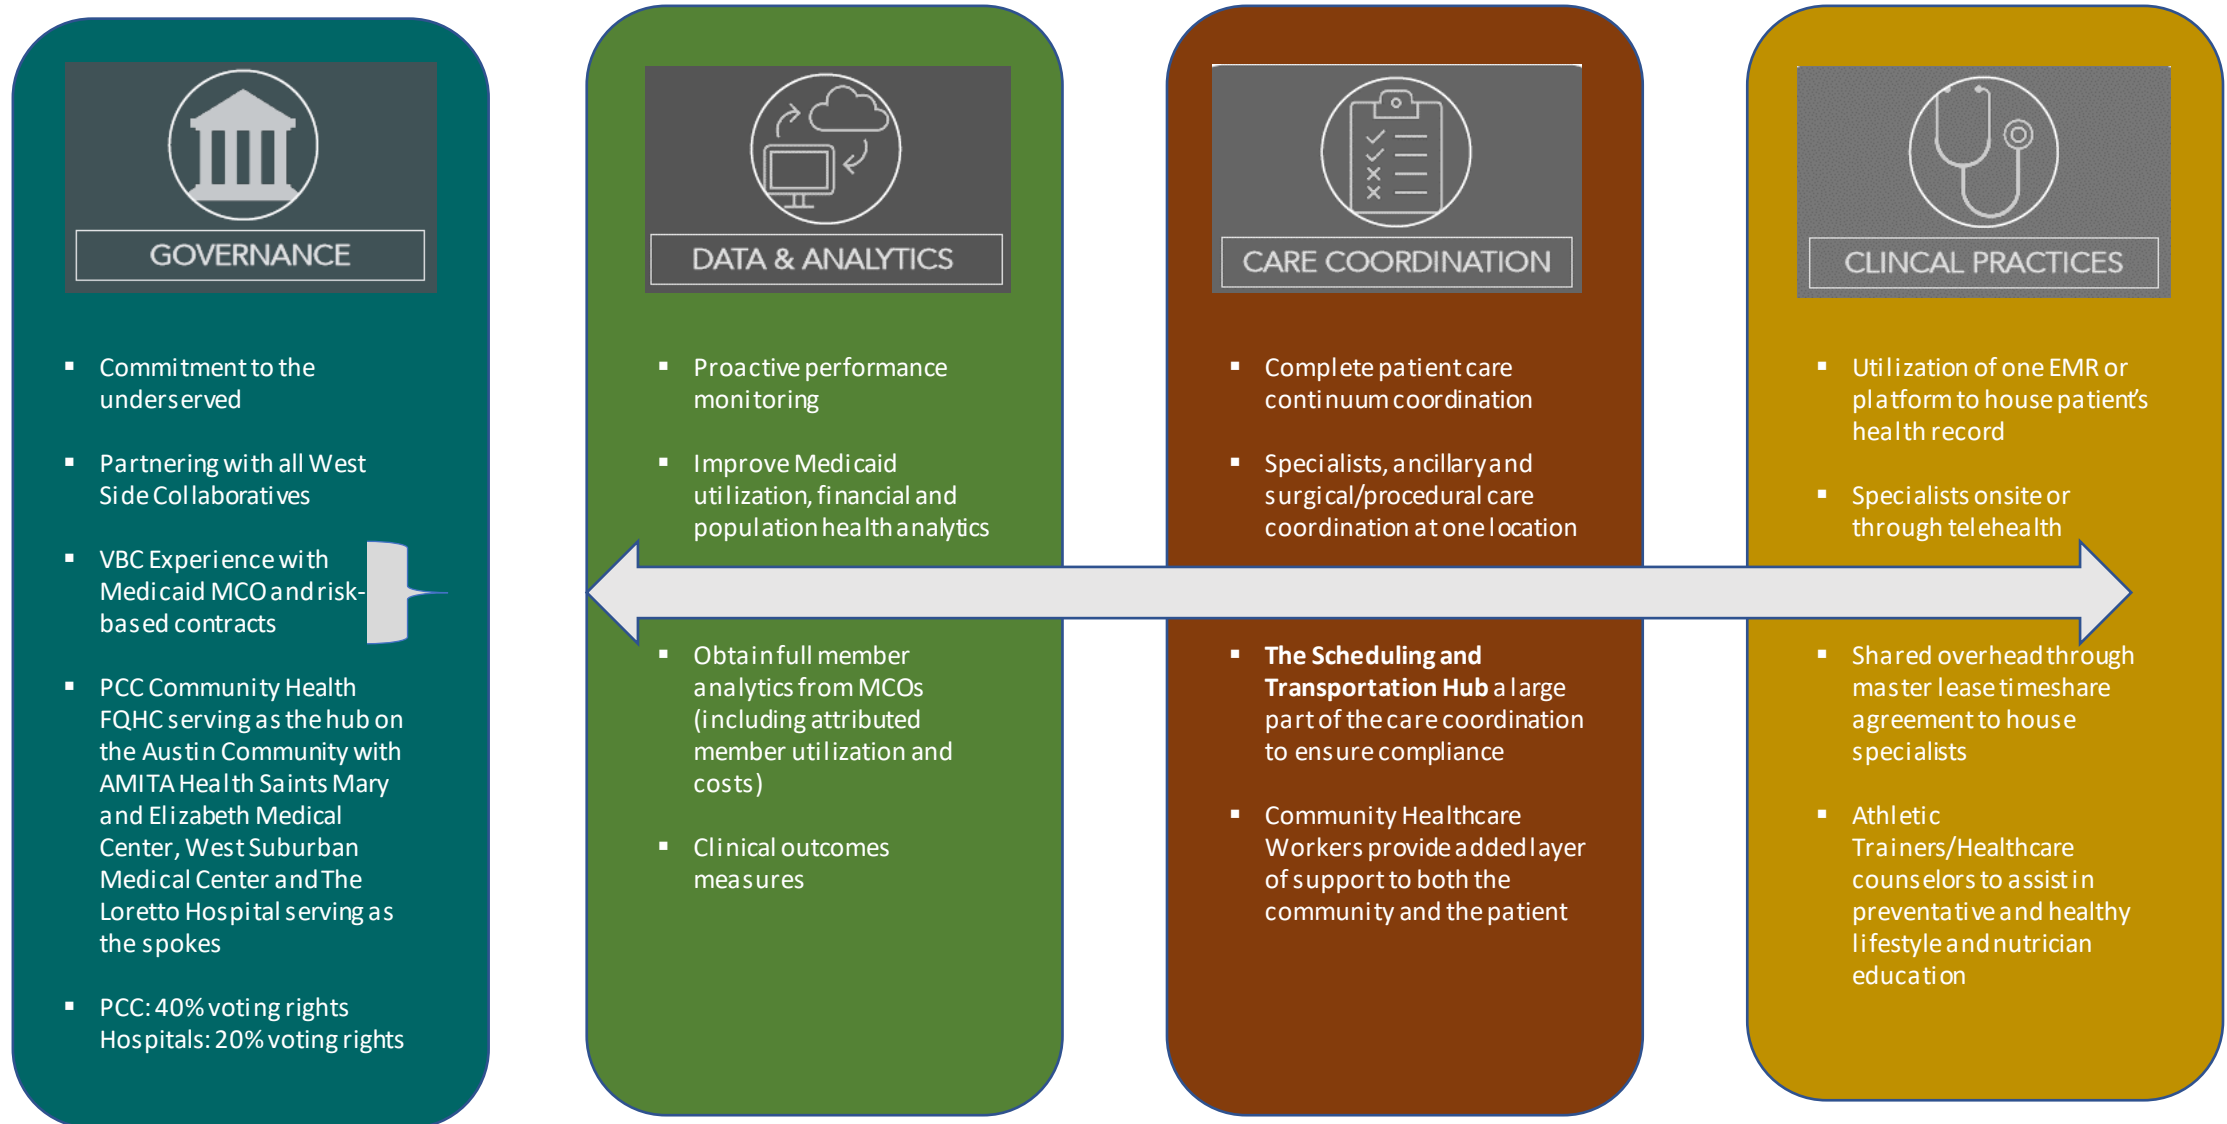 GOVERNANCE
▪ Commitment to the
underserved
▪ Partnering with all West
Side Collaboratives
▪ VBC Experience with
Medicaid MCO and risk-
based contracts
▪ PCC Community Health
FQHC serving as the hub on
the Austin Community with
AMITA Health Saints Mary
and Elizabeth Medical
Center, West Suburban
Medical Center and The
Loretto Hospital serving as
the spokes
▪ PCC: 40% voting rights
Hospitals: 20% voting rights
DATA & ANALYTICS
▪ Proactive performance
monitoring
▪ Improve Medicaid
utilization, financial and
population health analytics
▪ Obtain full member
analytics from MCOs
(including attributed
member utilization and
costs)
▪ Clinical outcomes
measures
CARE COORDINATION
▪ Complete patient care
continuum coordination
▪ Specialists, ancillary and
surgical/procedural care
coordination at one location
▪ The Scheduling and
Transportation Hub a large
part of the care coordination
to ensure compliance
▪ Community Healthcare
Workers provide added layer
of support to both the
community and the patient
CLINCAL PRACTICES
▪ Utilization of one EMR or
platform to house patient's
health record
▪ Specialists onsite or
through telehealth
▪ Shared overhead through
master lease timeshare
agreement to house
specialists
▪ Athletic
Trainers/Healthcare
counselors to assist in
preventative and healthy
lifestyle and nutrician
education